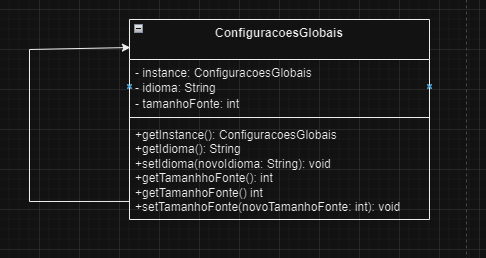 ConfiguracoesGlobais
- instance: ConfiguracoesGlobais
- idioma: String
- tamanhoFonte: int
+getInstance(): ConfiguracoesGlobais
+getIdioma(): String
+setIdioma(novoIdioma: String): void
+getTamanhhoFonte(): int
+getTamanhoFonte() int
+setTamanhoFonte(novoTamanhoFonte: int): void